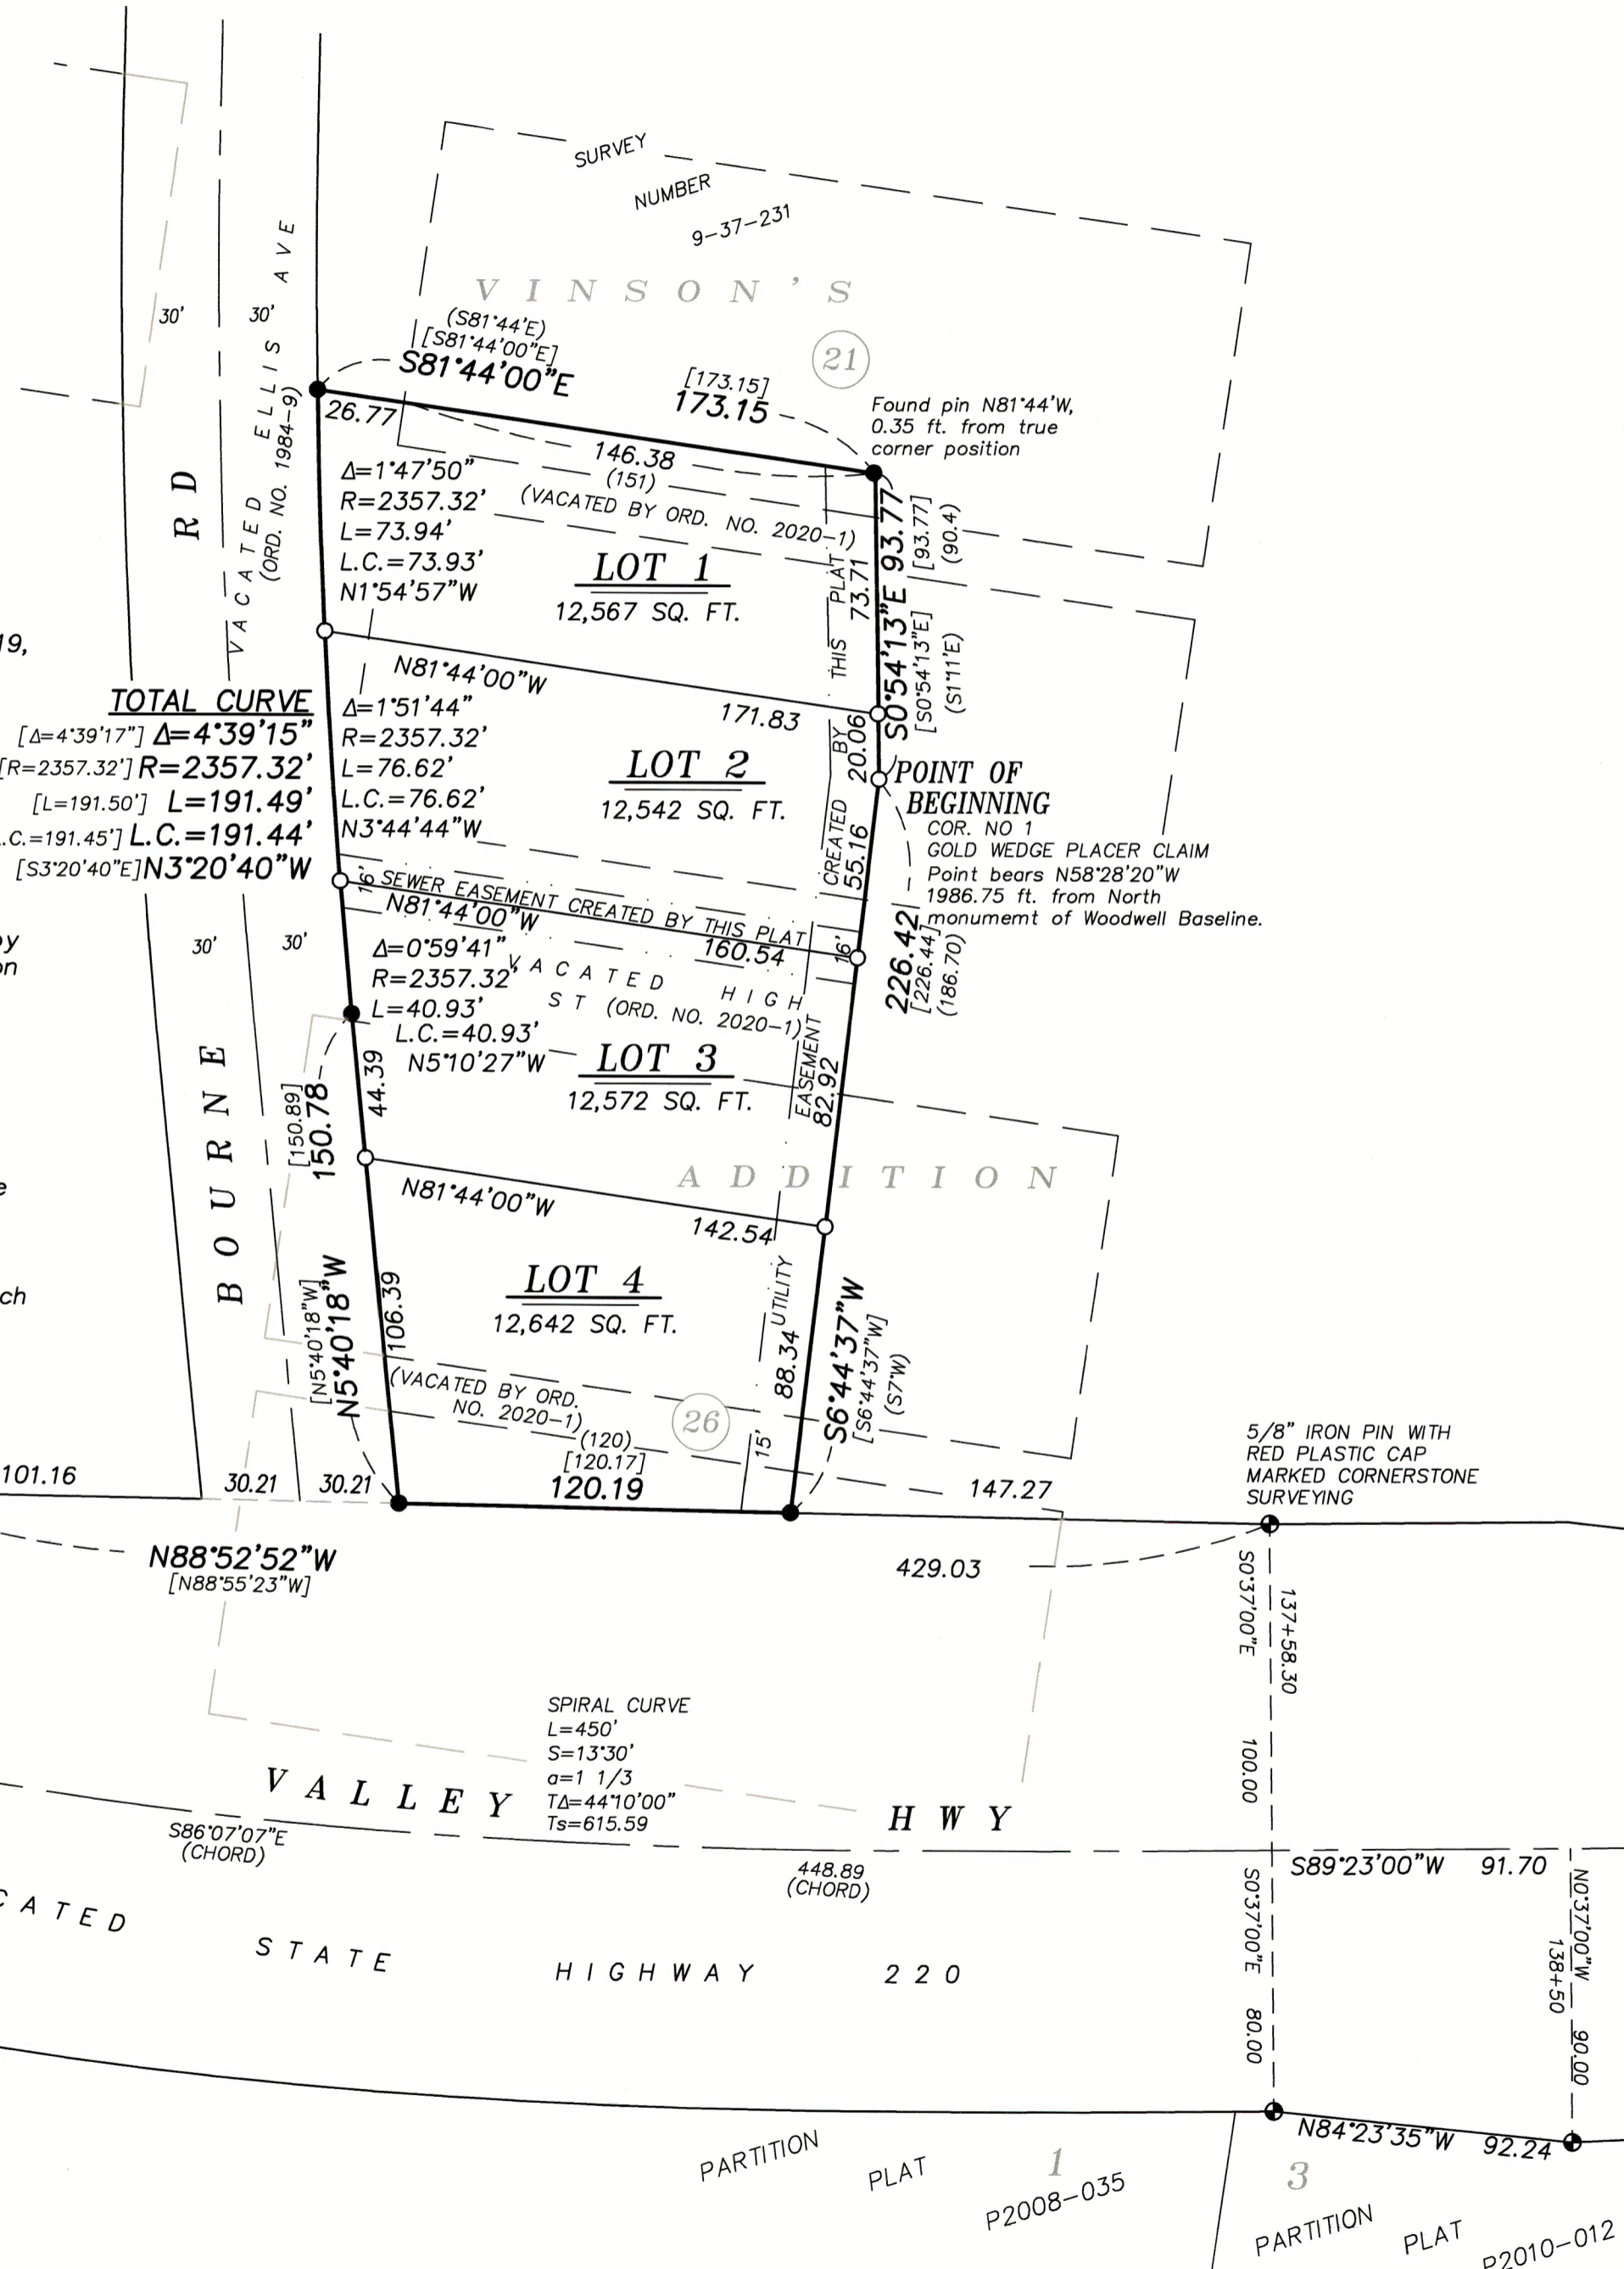 SURVEY
NUMBER
9-37-231
VINSON'S
21
30'
30'
VACATED ELLIS AVE
(ORD. NO. 1984-9)
RD
(S81°44'E)
[S81°44'00"E]
S81°44'00"E
[173.15]
173.15
26.77
146.38
(151)
(VACATED BY ORD. NO. 2020-1)
Found pin N81°44'W,
0.35 ft. from true
corner position
Δ=1°47'50"
R=2357.32'
L=73.94'
L.C.=73.93'
N1°54'57"W
LOT 1
12,567 SQ. FT.
73.71
S0°54'13"E 93.77
[S0°54'13"E] [93.77]
(S1°11'E) (90.4)
19,
N81°44'00"W
171.83
TOTAL CURVE
[Δ=4°39'17"] Δ=4°39'15"
[R=2357.32'] R=2357.32'
[L=191.50'] L=191.49'
.C.=191.45'] L.C.=191.44'
[S3°20'40"E] N3°20'40"W
Δ=1°51'44"
R=2357.32'
L=76.62'
L.C.=76.62'
N3°44'44"W
LOT 2
12,542 SQ. FT.
20.06
55.16
POINT OF
BEGINNING
COR. NO 1
GOLD WEDGE PLACER CLAIM
Point bears N58°28'20"W
1986.75 ft. from North
monumemt of Woodwell Baseline.
UTILITY EASEMENT CREATED BY THIS PLAT
16' SEWER EASEMENT CREATED BY THIS PLAT
N81°44'00"W
160.54
16'
226.42
[226.44]
(186.70)
y
on
30'
30'
Δ=0°59'41"
R=2357.32'
L=40.93'
L.C.=40.93'
N5°10'27"W
VACATED HIGH
ST (ORD. NO. 2020-1)
LOT 3
12,572 SQ. FT.
82.92
[150.89]
150.78
44.39
BOURNE
ADDITION
e
N81°44'00"W
142.54
ch
LOT 4
12,642 SQ. FT.
[N5°40'18"W]
N5°40'18"W
106.39
88.34
S6°44'37"W
[S6°44'37"W]
(S7°W)
(VACATED BY ORD.
NO. 2020-1)
26
15'
(120)
[120.17]
120.19
101.16
30.21
30.21
147.27
5/8" IRON PIN WITH
RED PLASTIC CAP
MARKED CORNERSTONE
SURVEYING
N88°52'52"W
[N88°55'23"W]
429.03
S0°37'00"E
137+58.30
100.00
SPIRAL CURVE
L=450'
S=13°30'
a=1 1/3
TΔ=44°10'00"
Ts=615.59
VALLEY HWY
S86°07'07"E
(CHORD)
448.89
(CHORD)
S89°23'00"W 91.70
S0°37'00"E 80.00
N0°37'00"W 90.00
138+50
CATED STATE HIGHWAY 220
N84°23'35"W 92.24
PARTITION PLAT 1
P2008-035
3
PARTITION PLAT
P2010-012